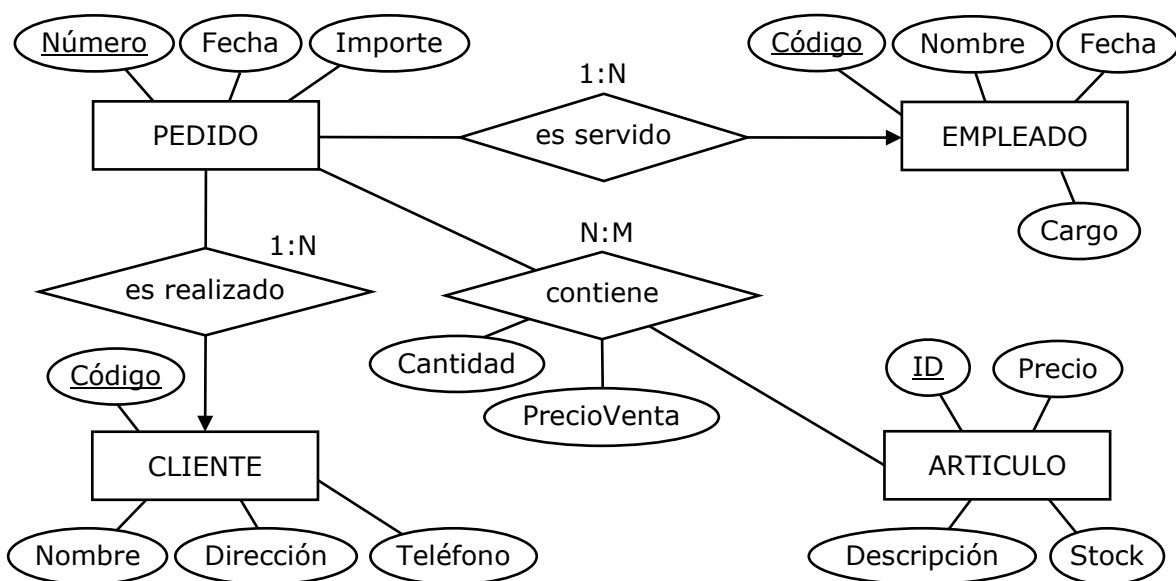 Número
Fecha
Importe
Código
Nombre
Fecha
1:N
PEDIDO
es servido
EMPLEADO
Cargo
1:N
N:M
es realizado
contiene
Cantidad
PrecioVenta
Código
ID
Precio
CLIENTE
ARTICULO
Nombre
Dirección
Teléfono
Descripción
Stock